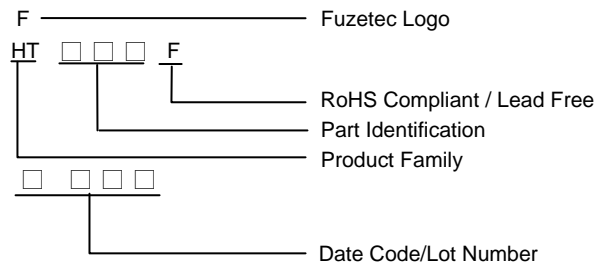 F Fuzetec Logo
HT □ □ □ F
RoHS Compliant / Lead Free
Part Identification
Product Family
□ □ □ □
Date Code/Lot Number